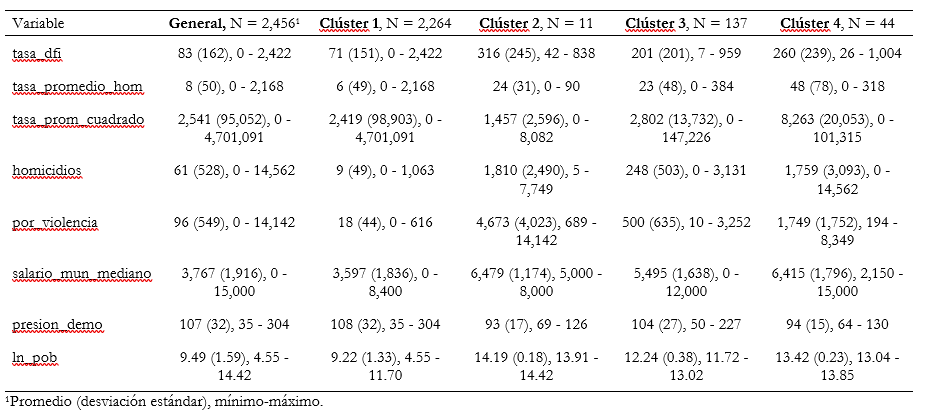 Variable General, N = 2,456¹ Clúster 1, N = 2,264 Clúster 2, N = 11 Clúster 3, N = 137 Clúster 4, N = 44
tasa_dfi 83 (162), 0 - 2,422 71 (151), 0 - 2,422 316 (245), 42 - 838 201 (201), 7 - 959 260 (239), 26 - 1,004
tasa_promedio_hom 8 (50), 0 - 2,168 6 (49), 0 - 2,168 24 (31), 0 - 90 23 (48), 0 - 384 48 (78), 0 - 318
tasa_prom_cuadrado 2,541 (95,052), 0 - 2,419 (98,903), 0 - 1,457 (2,596), 0 - 2,802 (13,732), 0 - 8,263 (20,053), 0 -
4,701,091 4,701,091 8,082 147,226 101,315
homicidios 61 (528), 0 - 14,562 9 (49), 0 - 1,063 1,810 (2,490), 5 - 248 (503), 0 - 3,131 1,759 (3,093), 0 -
7,749 14,562
por_violencia 96 (549), 0 - 14,142 18 (44), 0 - 616 4,673 (4,023), 689 - 500 (635), 10 - 3,252 1,749 (1,752), 194 -
14,142 8,349
salario_mun_mediano 3,767 (1,916), 0 - 3,597 (1,836), 0 - 6,479 (1,174), 5,000 - 5,495 (1,638), 0 - 6,415 (1,796), 2,150 -
15,000 8,400 8,000 12,000 15,000
presion_demo 107 (32), 35 - 304 108 (32), 35 - 304 93 (17), 69 - 126 104 (27), 50 - 227 94 (15), 64 - 130
ln_pob 9.49 (1.59), 4.55 - 9.22 (1.33), 4.55 - 14.19 (0.18), 13.91 - 12.24 (0.38), 11.72 - 13.42 (0.23), 13.04 -
14.42 11.70 14.42 13.02 13.85
¹Promedio (desviación estándar), mínimo-máximo.